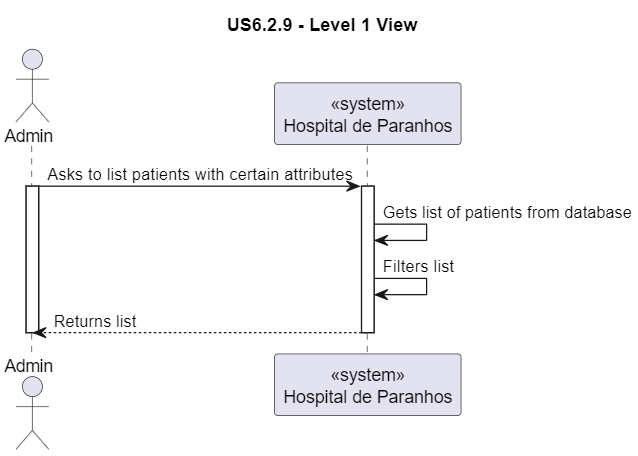 US6.2.9 - Level 1 View
Admin
«system»
Hospital de Paranhos
Asks to list patients with certain attributes
Gets list of patients from database
Filters list
Returns list
Admin
«system»
Hospital de Paranhos